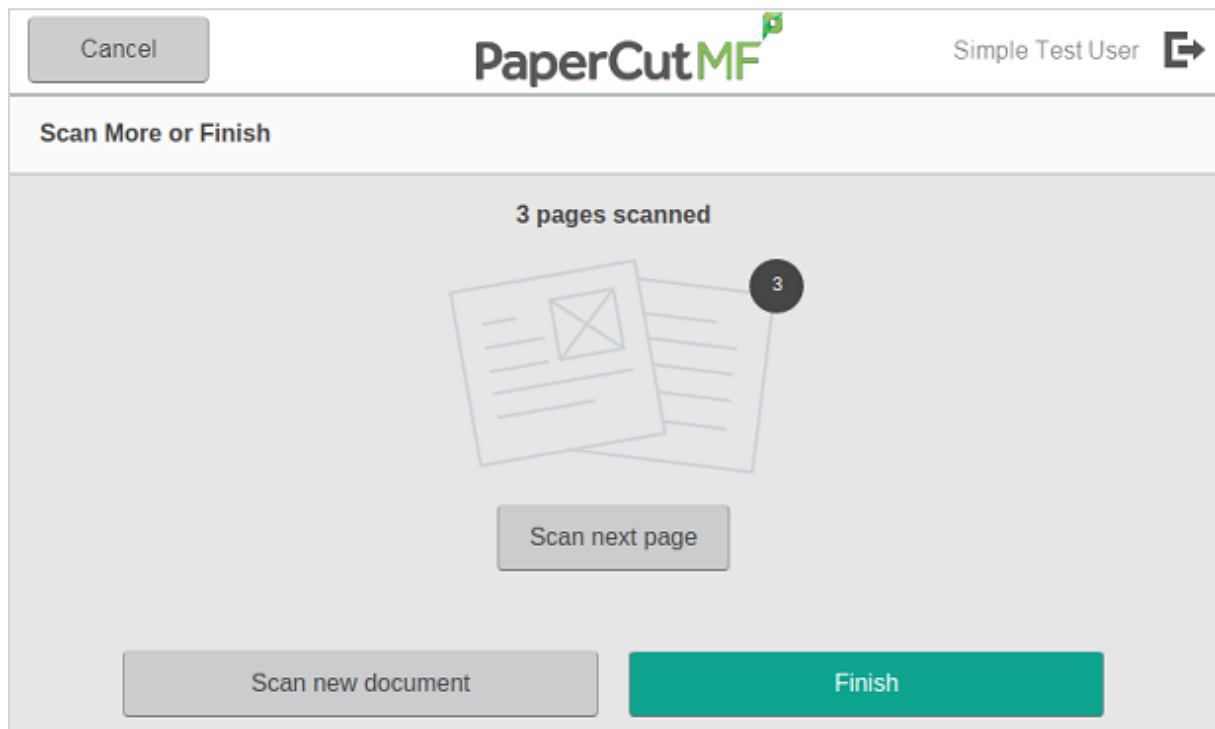 Cancel
PaperCutMF
Simple Test User
Scan More or Finish
3 pages scanned
3
Scan next page
Scan new document
Finish